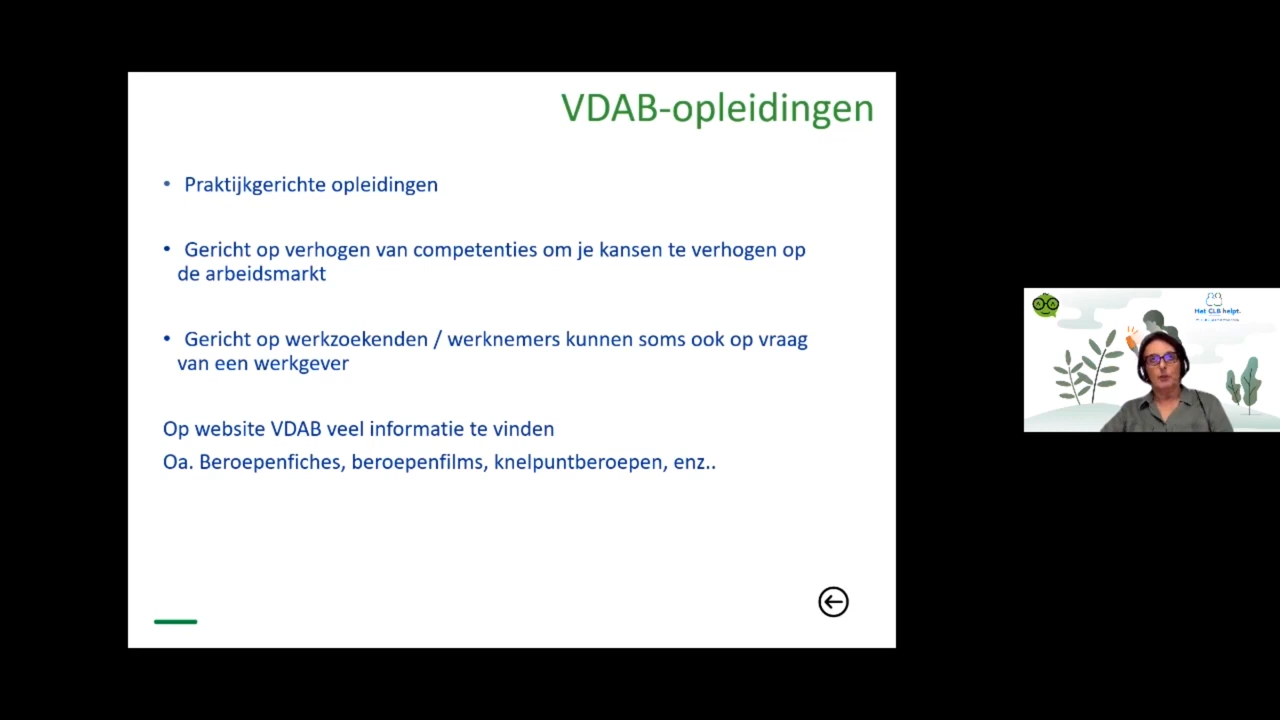 VDAB-opleidingen
• Praktijkgerichte opleidingen
• Gericht op verhogen van competenties om je kansen te verhogen op
de arbeidsmarkt
• Gericht op werkzoekenden / werknemers kunnen soms ook op vraag
van een werkgever
Op website VDAB veel informatie te vinden
Oa. Beroepenfiches, beroepenfilms, knelpuntberoepen, enz..
Het CLB helpt.